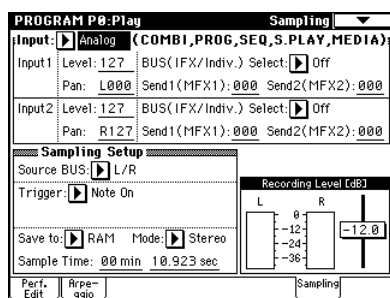 PROGRAM P0:Play Sampling
Input: Analog (COMBI,PROG,SEQ,S.PLAY,MEDIA)
Input1 Level: 127 BUS(IFX/Indiv.) Select: Off
Pan: L000 Send1(MFX1): 000 Send2(MFX2): 000
Input2 Level: 127 BUS(IFX/Indiv.) Select: Off
Pan: R127 Send1(MFX1): 000 Send2(MFX2): 000
Sampling Setup
Source BUS: L/R
Trigger: Note On
Save to: RAM Mode: Stereo
Sample Time: 00 min 10.923 sec
Recording Level [dB]
L R
0
-12
-24
-36
-12.0
Perf. Edit
Arpe-ggio
Sampling